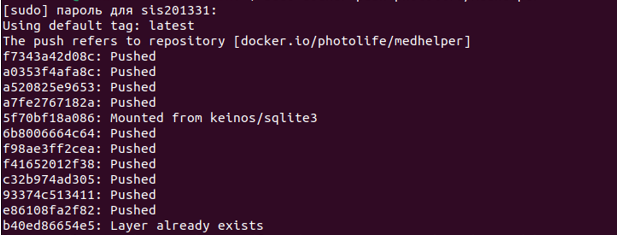 [sudo] пароль для sis201331:
Using default tag: latest
The push refers to repository [docker.io/photolife/medhelper]
f7343a42d08c: Pushed
a0353f4afa8c: Pushed
a520825e9653: Pushed
a7fe2767182a: Pushed
5f70bf18a086: Mounted from keinos/sqlite3
6b8006664c64: Pushed
f98ae3ff2cea: Pushed
f41652012f38: Pushed
c32b974ad305: Pushed
93374c513411: Pushed
e86108fa2f82: Pushed
b40ed86654e5: Layer already exists